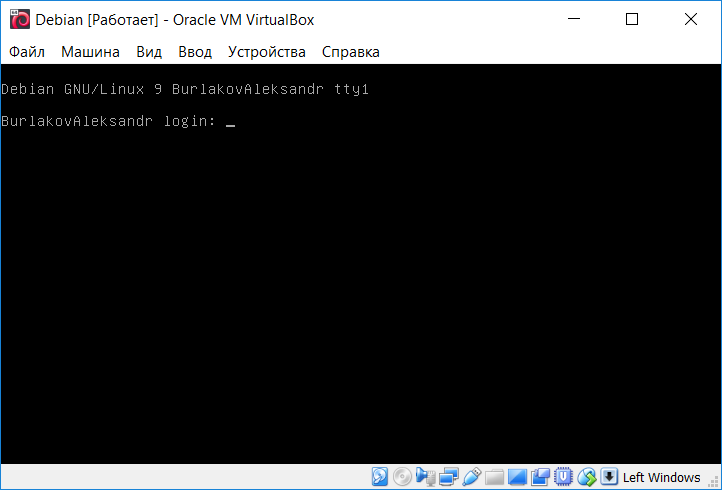 Debian [Работает] - Oracle VM VirtualBox
Файл Машина Вид Ввод Устройства Справка
Debian GNU/Linux 9 BurlakovAleksandr tty1
BurlakovAleksandr login: _
Left Windows